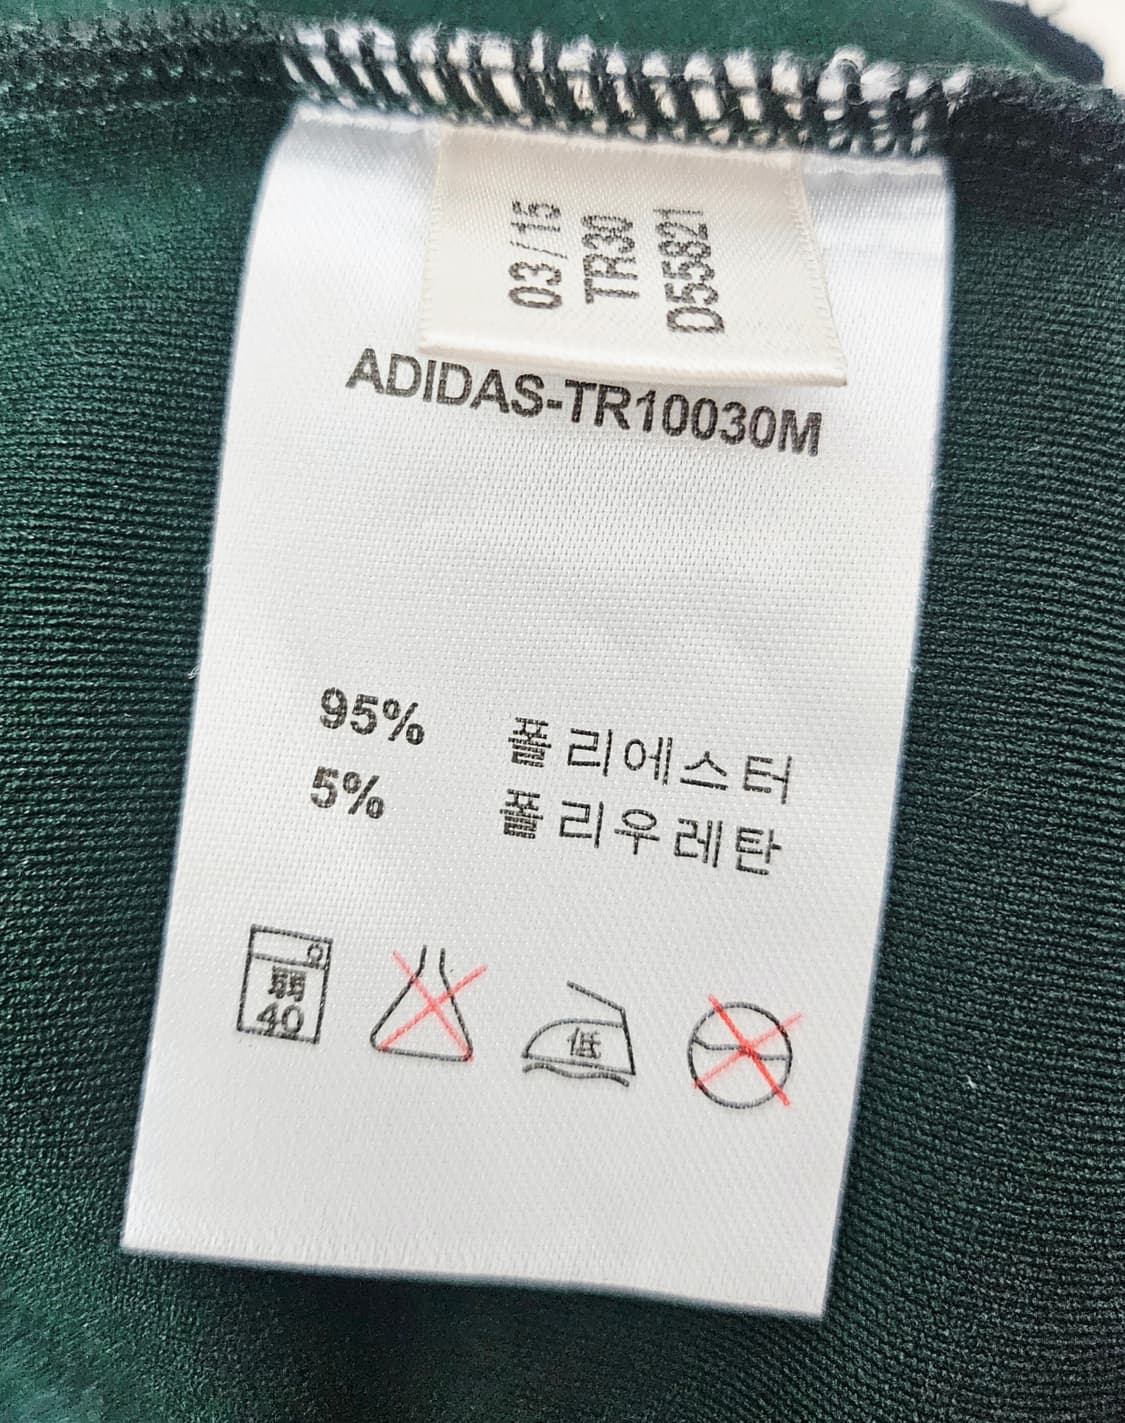 03/15
TR30
D55821
ADIDAS-TR10030M
95% 폴리에스터
5% 폴리우레탄
弱
40
低